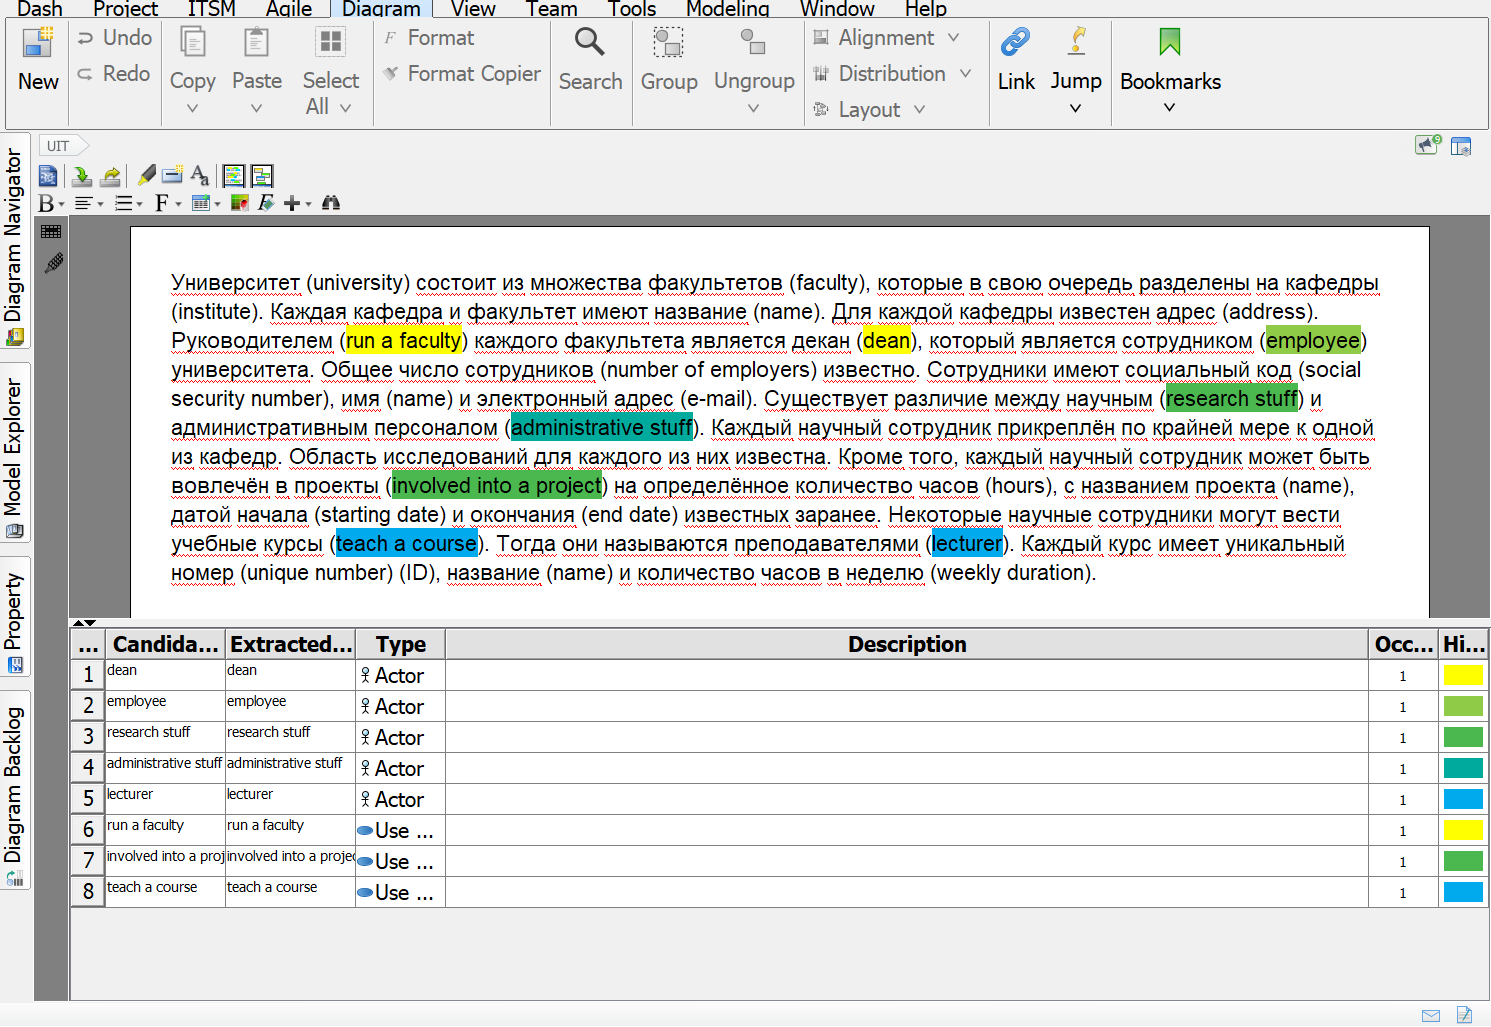 Dash Project ITSM Agile Diagram View Team Tools Modeling Window Help
New Undo Redo Copy Paste Select All Format Format Copier Search Group Ungroup Alignment Distribution Layout Link Jump Bookmarks
UIT
9
B F
Diagram Navigator
Model Explorer
Property
Diagram Backlog
Университет (university) состоит из множества факультетов (faculty), которые в свою очередь разделены на кафедры
(institute). Каждая кафедра и факультет имеют название (name). Для каждой кафедры известен адрес (address).
Руководителем (run a faculty) каждого факультета является декан (dean), который является сотрудником (employee)
университета. Общее число сотрудников (number of employers) известно. Сотрудники имеют социальный код (social
security number), имя (name) и электронный адрес (e-mail). Существует различие между научным (research stuff) и
административным персоналом (administrative stuff). Каждый научный сотрудник прикреплён по крайней мере к одной
из кафедр. Область исследований для каждого из них известна. Кроме того, каждый научный сотрудник может быть
вовлечён в проекты (involved into a project) на определённое количество часов (hours), с названием проекта (name),
датой начала (starting date) и окончания (end date) известных заранее. Некоторые научные сотрудники могут вести
учебные курсы (teach a course). Тогда они называются преподавателями (lecturer). Каждый курс имеет уникальный
номер (unique number) (ID), название (name) и количество часов в неделю (weekly duration).
... Candida... Extracted... Type Description Occ... Hi...
1 dean dean Actor 1
2 employee employee Actor 1
3 research stuff research stuff Actor 1
4 administrative stuff administrative stuff Actor 1
5 lecturer lecturer Actor 1
6 run a faculty run a faculty Use ... 1
7 involved into a proj involved into a projec Use ... 1
8 teach a course teach a course Use ... 1